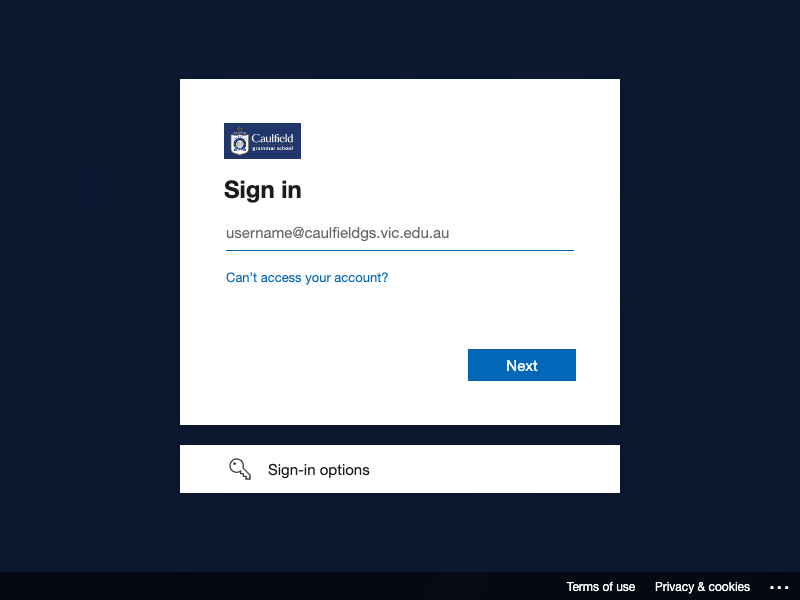 Caulfield
grammar school
Sign in
username@caulfieldgs.vic.edu.au
Can't access your account?
Next
Sign-in options
Terms of use
Privacy & cookies